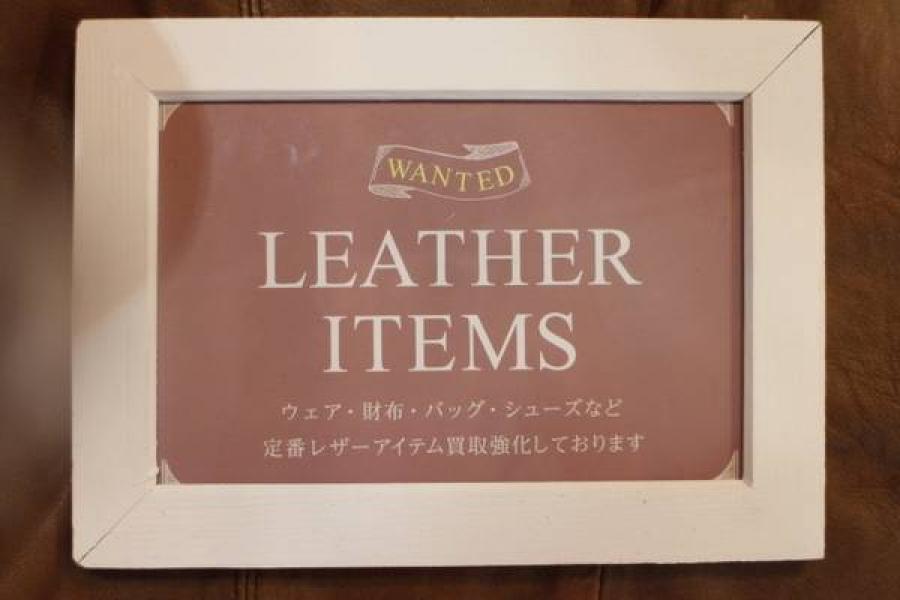 WANTED
LEATHER
ITEMS
ウェア・財布・バッグ・シューズなど
定番レザーアイテム買取強化しております